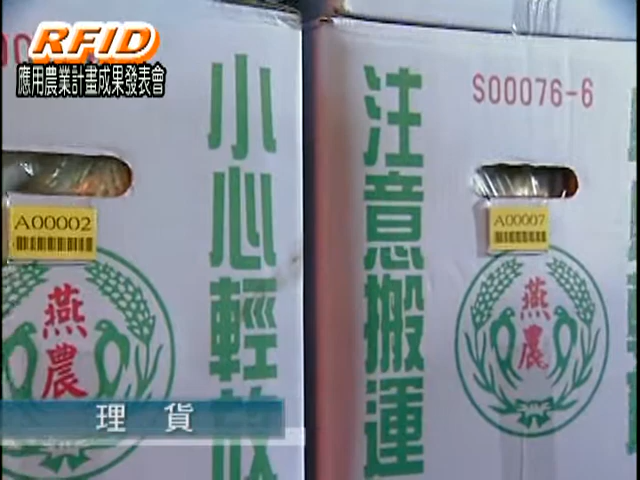 RFID
應用農業計畫成果發表會
小心輕放
A00002
燕農
注意搬運
S00076-6
A00007
燕農
理貨